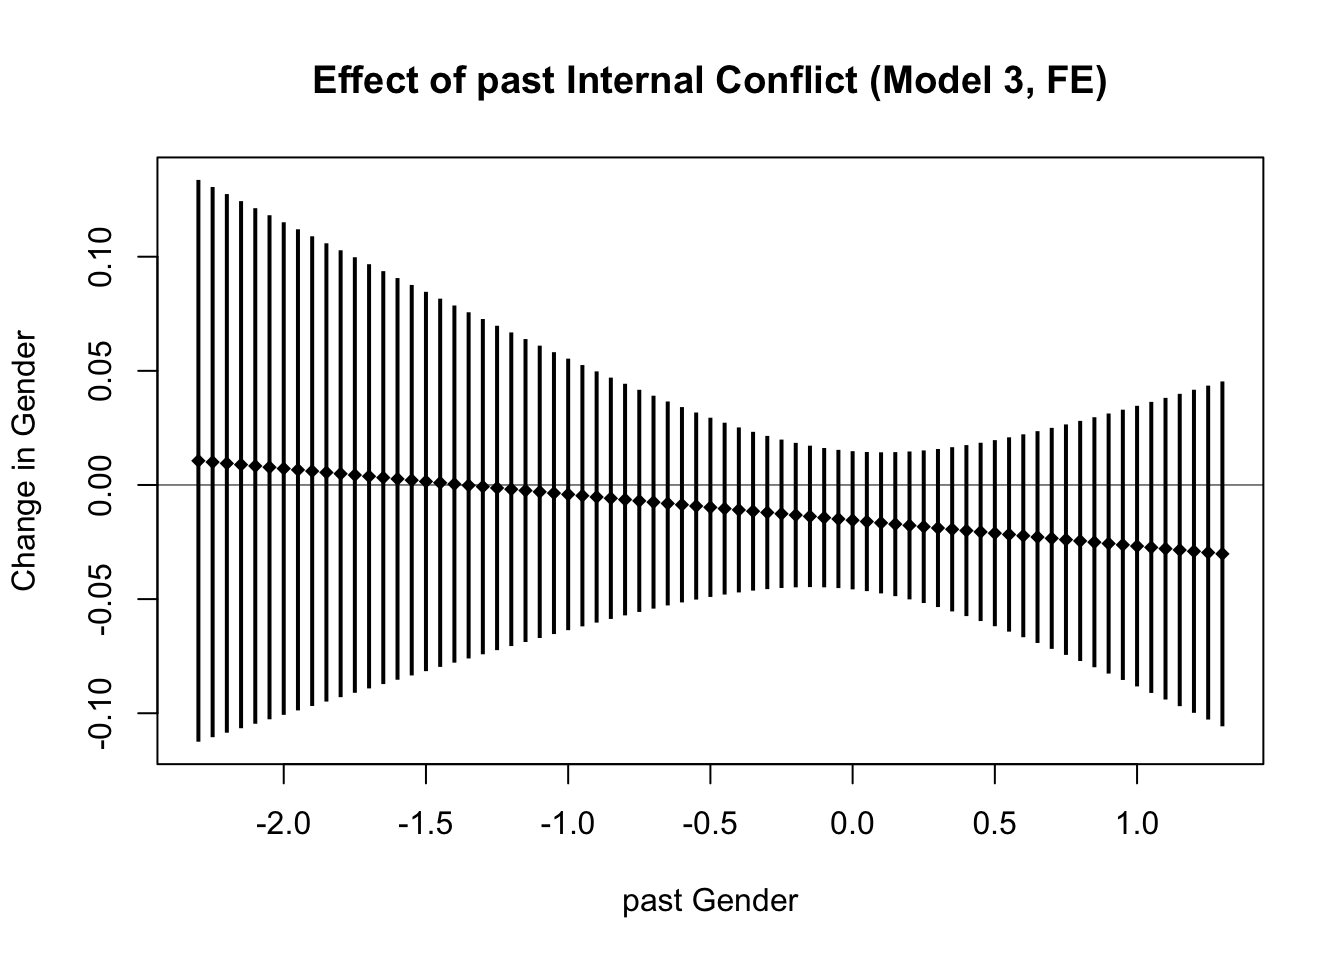 Effect of past Internal Conflict (Model 3, FE)
Change in Gender
0.10
0.05
0.00
-0.05
-0.10
-2.0 -1.5 -1.0 -0.5 0.0 0.5 1.0
past Gender